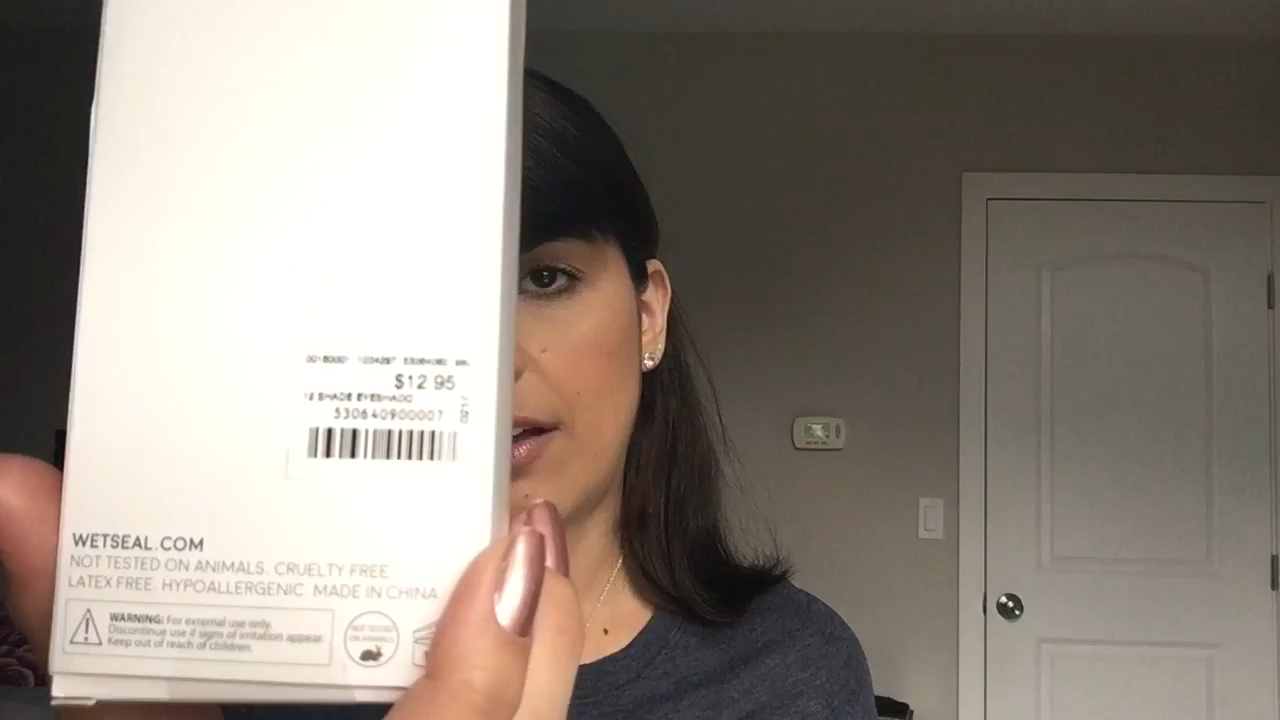 $12.95
12 SHADE EYESHADO
530640900007
0217
WETSEAL.COM
NOT TESTED ON ANIMALS. CRUELTY FREE
LATEX FREE. HYPOALLERGENIC MADE IN CHINA
WARNING: For external use only.
Discontinue use if signs of irritation appear.
Keep out of reach of children.
NOT TESTED
ON ANIMALS